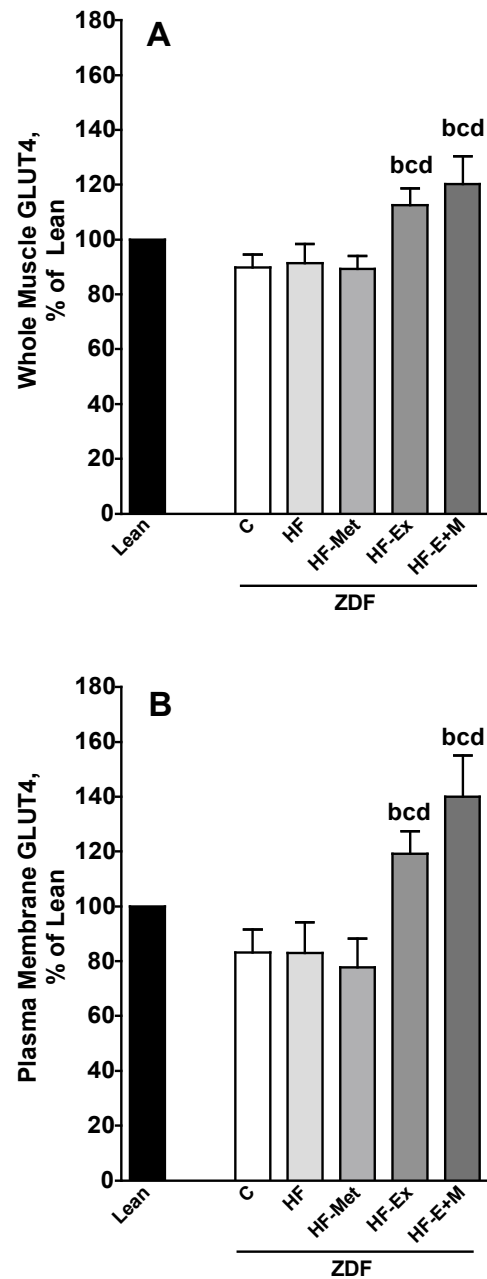 A
Whole Muscle GLUT4,
% of Lean
180
160
140
120
100
80
60
40
20
0
bcd
bcd
Lean
C
HF
HF-Met
HF-Ex
HF-E+M
ZDF
B
Plasma Membrane GLUT4,
% of Lean
180
160
140
120
100
80
60
40
20
0
bcd
bcd
Lean
C
HF
HF-Met
HF-Ex
HF-E+M
ZDF